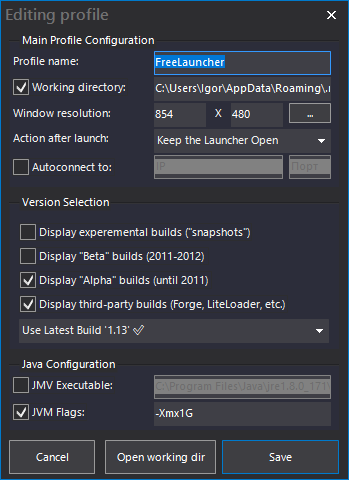 Editing profile
Main Profile Configuration
Profile name: FreeLauncher
Working directory: C:\Users\Igor\AppData\Roaming\.
Window resolution: 854 X 480 ...
Action after launch: Keep the Launcher Open
Autoconnect to: IP Порт
Version Selection
Display experemental builds ("snapshots")
Display "Beta" builds (2011-2012)
Display "Alpha" builds (until 2011)
Display third-party builds (Forge, LiteLoader, etc.)
Use Latest Build '1.13'
Java Configuration
JMV Executable: C:\Program Files\Java\jre1.8.0_171\
JVM Flags: -Xmx1G
Cancel Open working dir Save